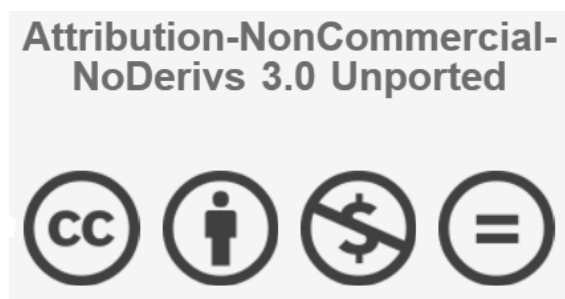 Attribution-NonCommercial-
NoDerivs 3.0 Unported
cc $ =